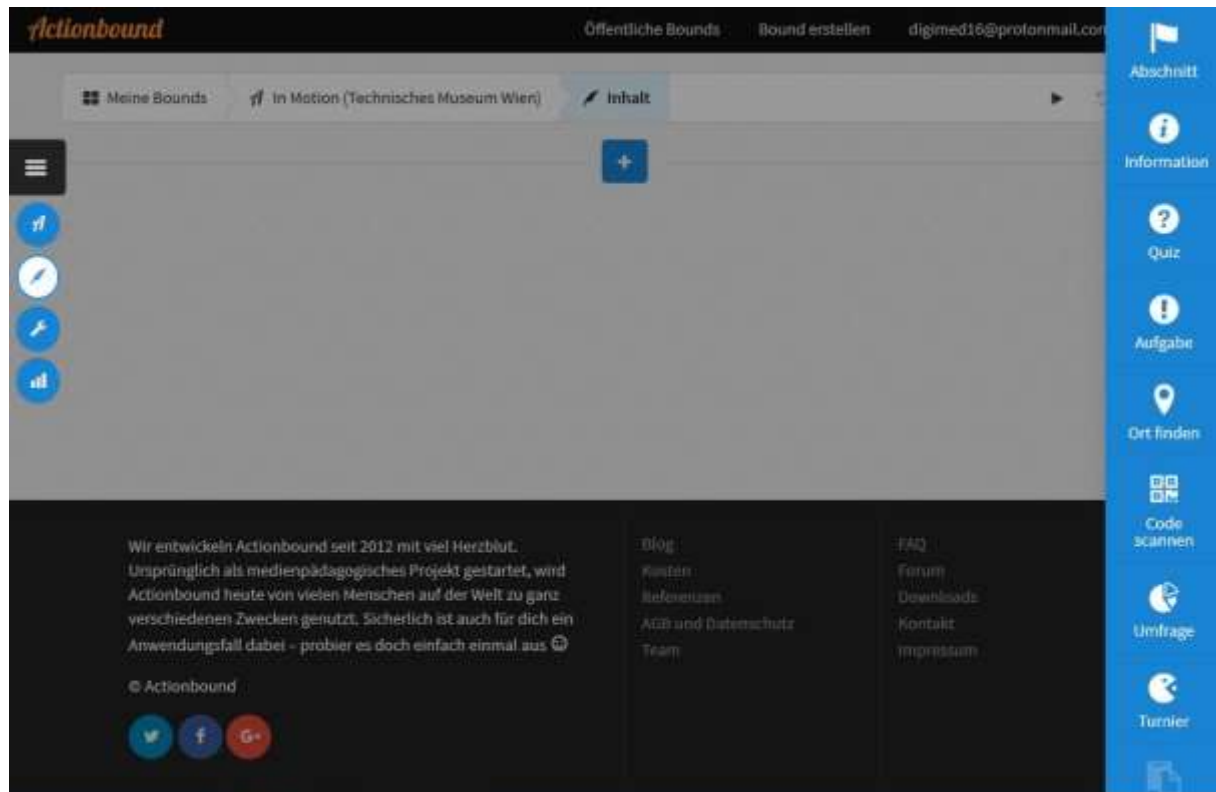 Actionbound
Öffentliche Bounds
Bound erstellen
digimed16@protonmail.com
Meine Bounds
In Motion (Technisches Museum Wien)
Inhalt
Abschnitt
Information
Quiz
Aufgabe
Ort finden
Code
scannen
Umfrage
Turnier
Wir entwickeln Actionbound seit 2012 mit viel Herzblut.
Ursprünglich als medienpädagogisches Projekt gestartet, wird
Actionbound heute von vielen Menschen auf der Welt zu ganz
verschiedenen Zwecken genutzt. Sicherlich ist auch für dich ein
Anwendungsfall dabei – probier es doch einfach einmal aus
© Actionbound
Blog
Kosten
Referenzen
AGB und Datenschutz
Team
FAQ
Forum
Downloads
Kontakt
Impressum
G+